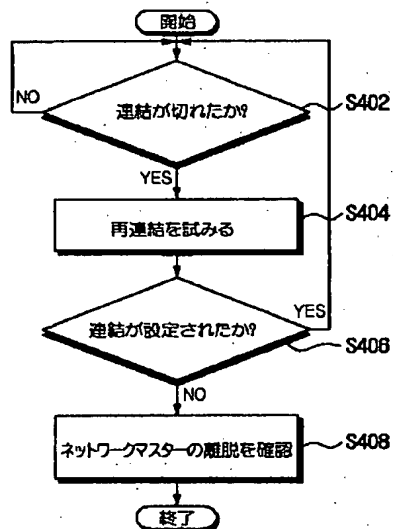 開始
NO
連結が切れたか?
S402
YES
再連結を試みる
S404
連結が設定されたか?
YES
S406
NO
ネットワークマスターの離脱を確認
S408
終了